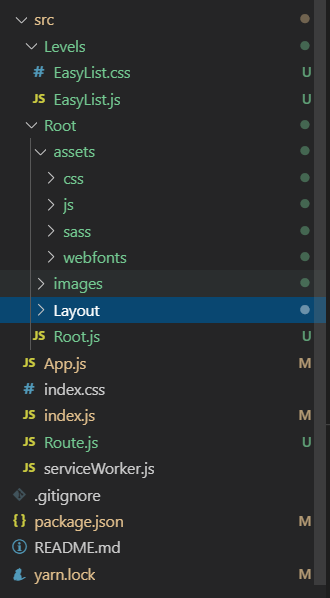 src
Levels
# EasyList.css U
JS EasyList.js U
Root
assets
css
js
sass
webfonts
images
Layout
JS Root.js U
JS App.js M
# index.css
JS index.js M
JS Route.js U
JS serviceWorker.js
.gitignore
{} package.json M
README.md
yarn.lock M